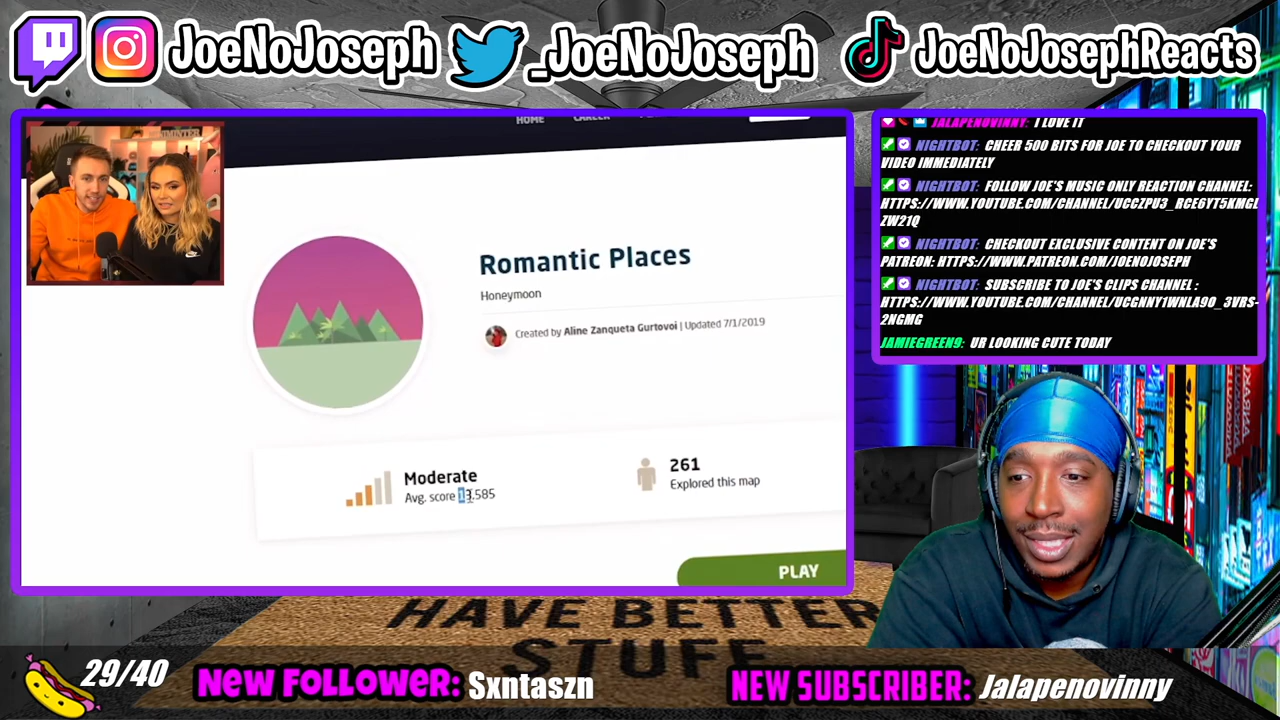 JoeNoJoseph
_JoeNoJoseph
JoeNoJosephReacts
HOME
Romantic Places
Honeymoon
Created by Aline Zanqueta Gurtovoi | Updated 7/1/2019
Moderate
Avg. score 13,585
261
Explored this map
PLAY
JALAPENOVINNY: I LOVE IT
NIGHTBOT: CHEER 500 BITS FOR JOE TO CHECKOUT YOUR
VIDEO IMMEDIATELY
NIGHTBOT: FOLLOW JOE'S MUSIC ONLY REACTION CHANNEL:
NIGHTBOT: CHECKOUT EXCLUSIVE CONTENT ON JOE'S
PATREON: HTTPS://WWW.PATREON.COM/JOENOJOSEPH
NIGHTBOT: SUBSCRIBE TO JOE'S CLIPS CHANNEL :
JAMIEGREEN9: UR LOOKING CUTE TODAY
HAVE BETTER
STUFF
29/40
NEW FOLLOWER: Sxntaszn
NEW SUBSCRIBER: Jalapenovinny